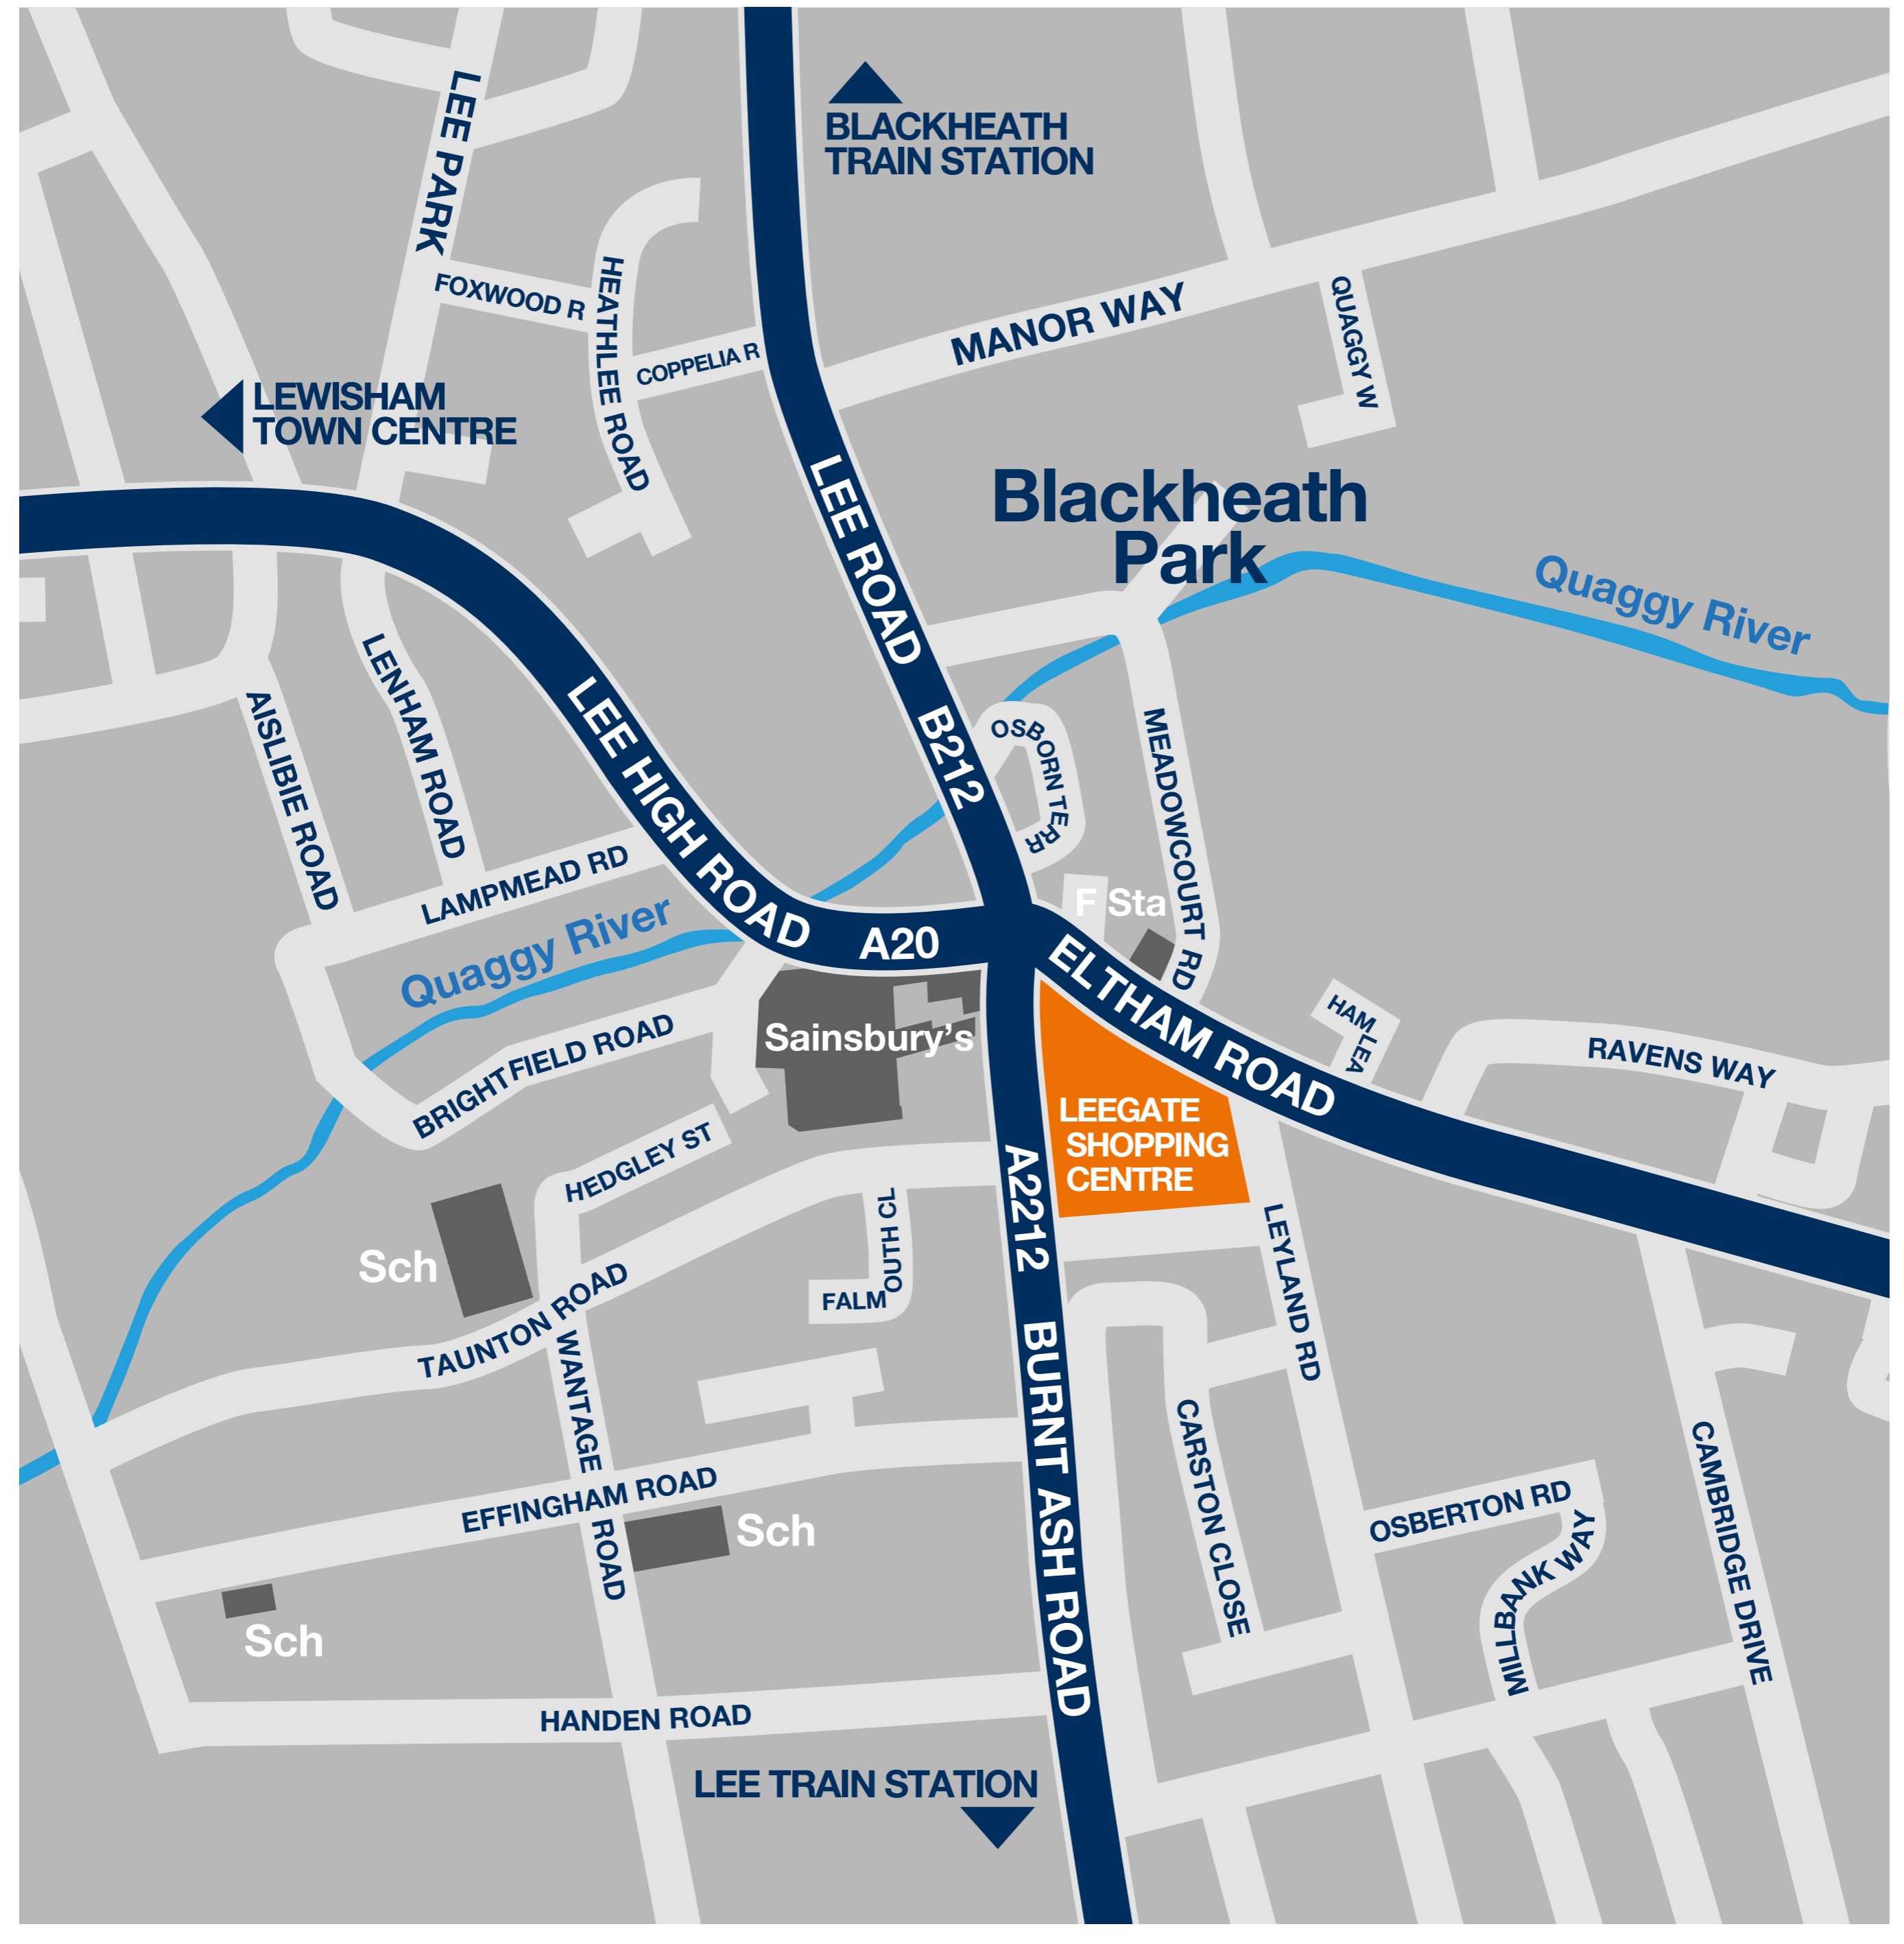 LEE PARK
BLACKHEATH
TRAIN STATION
FOXWOOD R
HEATHLEE ROAD
COPPELIA R
MANOR WAY
QUAGGY W
LEWISHAM
TOWN CENTRE
Blackheath
Park
LEE ROAD
B212
Quaggy River
LENHAM ROAD
AISLIBIE ROAD
LEE HIGH ROAD
A20
OSBORN TERR
MEADOWCOURT RD
LAMPMEAD RD
Quaggy River
F Sta
ELTHAM ROAD
HAM LEA
RAVENS WAY
Sainsbury's
BRIGHTFIELD ROAD
LEEGATE
SHOPPING
CENTRE
HEDGLEY ST
A2212
FALMOUTH CL
LEYLAND RD
Sch
TAUNTON ROAD
WANTAGE ROAD
BURNT ASH ROAD
CARSTON CLOSE
CAMBRIDGE DRIVE
EFFINGHAM ROAD
Sch
OSBERTON RD
MILLBANK WAY
Sch
HANDEN ROAD
LEE TRAIN STATION